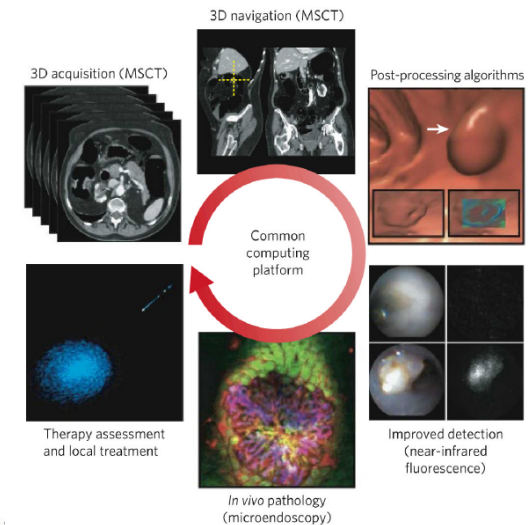 3D navigation (MSCT)
3D acquisition (MSCT)
Post-processing algorithms
Common
computing
platform
Therapy assessment
and local treatment
Improved detection
(near-infrared
fluorescence)
In vivo pathology
(microendoscopy)